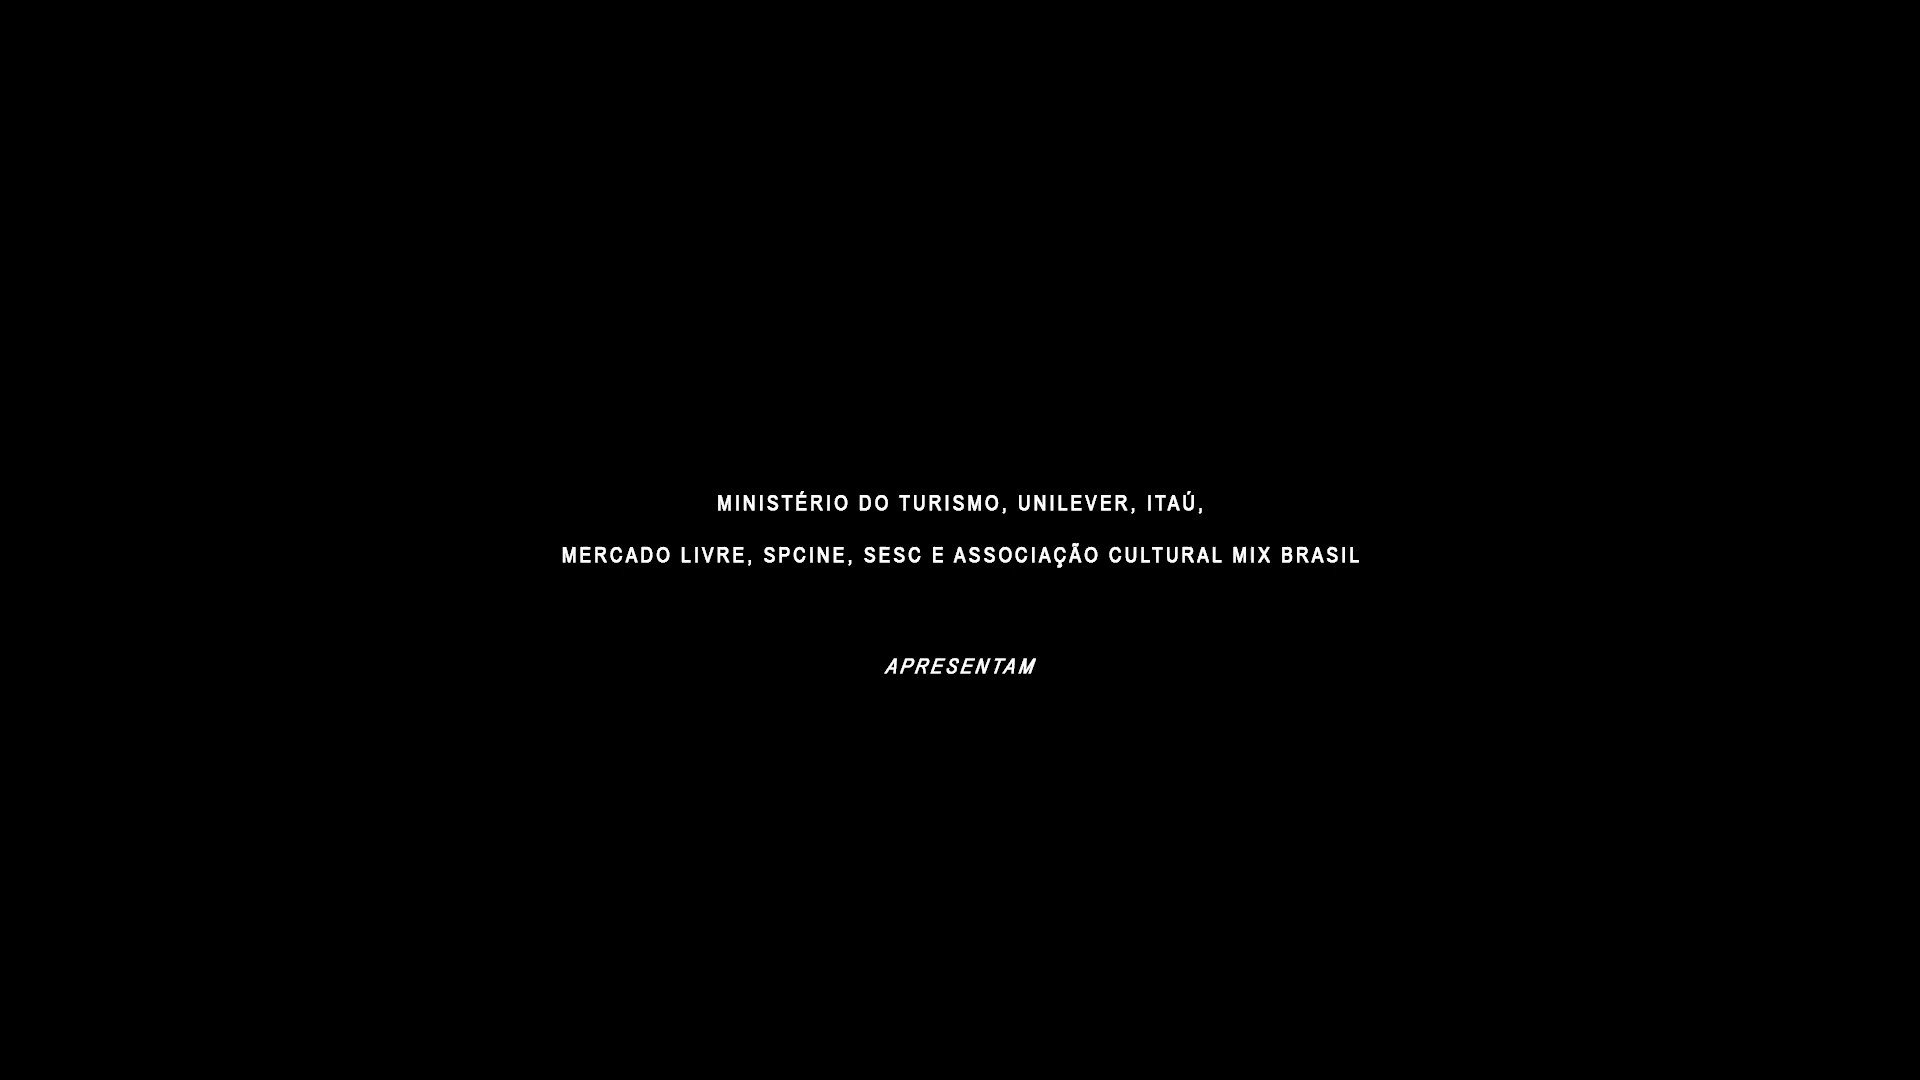 MINISTÉRIO DO TURISMO, UNILEVER, ITAÚ,
MERCADO LIVRE, SPCINE, SESC E ASSOCIAÇÃO CULTURAL MIX BRASIL
APRESENTAM